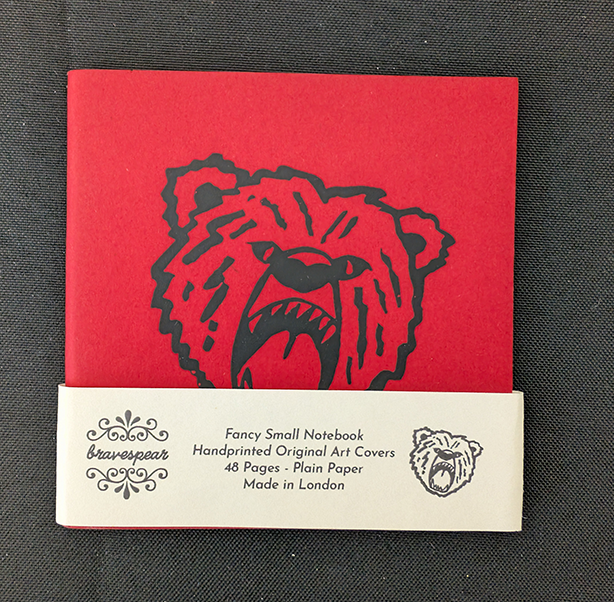 bravespear
Fancy Small Notebook
Handprinted Original Art Covers
48 Pages - Plain Paper
Made in London